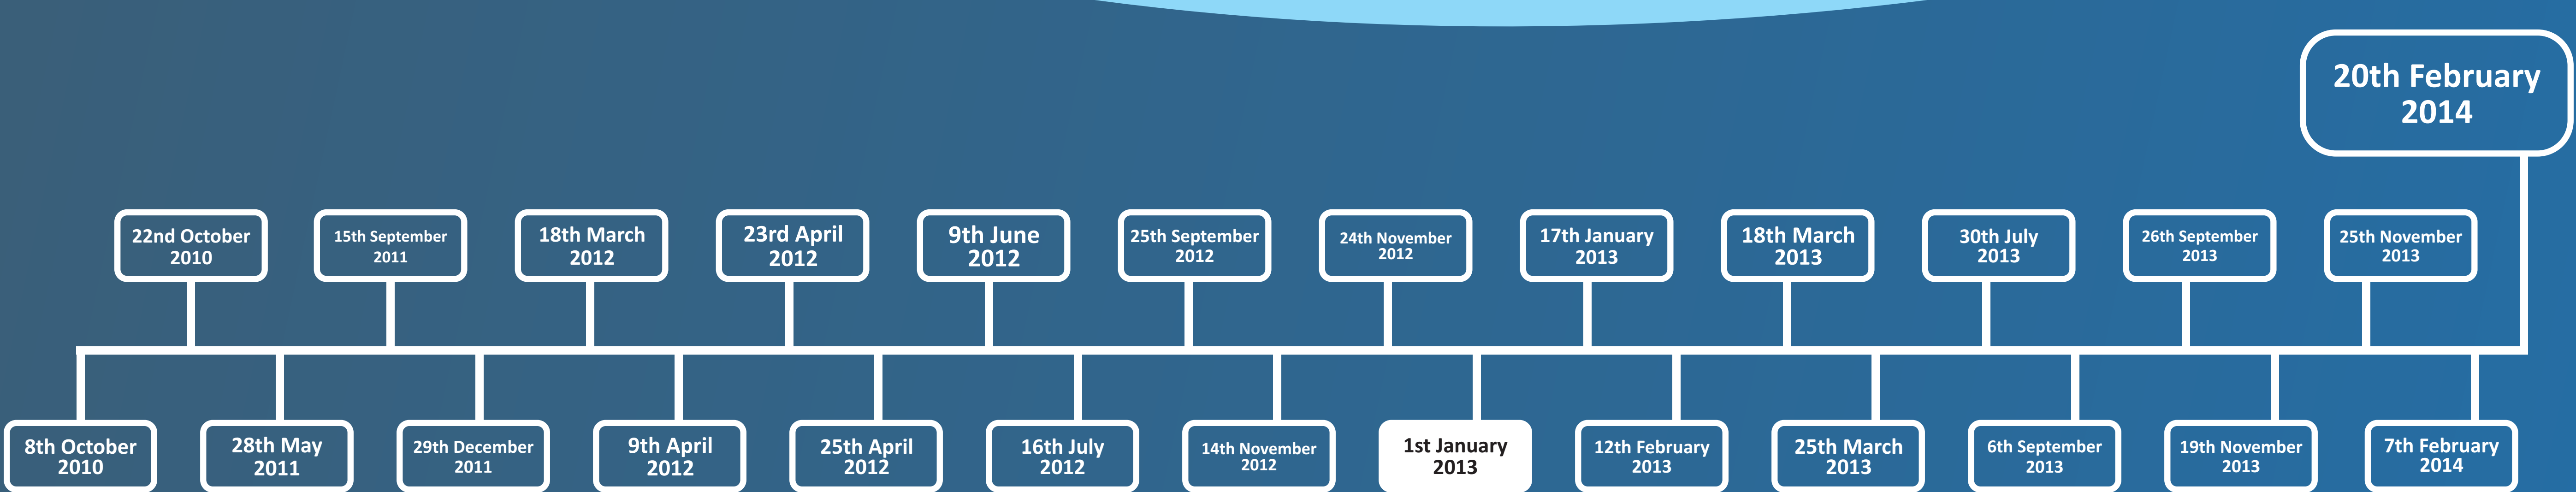 20th February
2014
22nd October
2010
15th September
2011
18th March
2012
23rd April
2012
9th June
2012
25th September
2012
24th November
2012
17th January
2013
18th March
2013
30th July
2013
26th September
2013
25th November
2013
8th October
2010
28th May
2011
29th December
2011
9th April
2012
25th April
2012
16th July
2012
14th November
2012
1st January
2013
12th February
2013
25th March
2013
6th September
2013
19th November
2013
7th February
2014